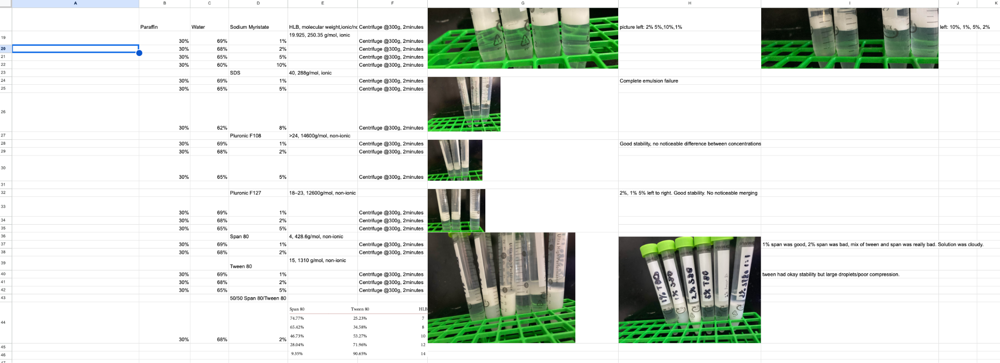 A B C D E F G H I J K
Paraffin Water Sodium Myristate HLB, molecular weight,ionic/nc Centrifuge @300g, 2minutes picture left: 2% 5%,10%,1% left: 10%, 1%, 5%, 2%
19 30% 69% 1% 19.925, 250.35 g/mol, ionic Centrifuge @300g, 2minutes
20 30% 68% 2% Centrifuge @300g, 2minutes
21 30% 65% 5% Centrifuge @300g, 2minutes
22 30% 60% 10% Centrifuge @300g, 2minutes
23 SDS 40, 288g/mol, ionic
24 30% 69% 1% Centrifuge @300g, 2minutes Complete emulsion failure
25 30% 65% 5% Centrifuge @300g, 2minutes
26 30% 62% 8% Centrifuge @300g, 2minutes
27 Pluronic F108 >24, 14600g/mol, non-ionic
28 30% 69% 1% Centrifuge @300g, 2minutes Good stability, no noticeable difference between concentrations
29 30% 68% 2% Centrifuge @300g, 2minutes
30 30% 65% 5% Centrifuge @300g, 2minutes
31
32 Pluronic F127 18–23, 12600g/mol, non-ionic 2%, 1% 5% left to right. Good stability. No noticeable merging
33 30% 69% 1% Centrifuge @300g, 2minutes
34 30% 68% 2% Centrifuge @300g, 2minutes
35 30% 65% 5% Centrifuge @300g, 2minutes
36 Span 80 4, 428.6g/mol, non-ionic
37 30% 69% 1% Centrifuge @300g, 2minutes 1% span was good, 2% span was bad, mix of tween and span was really bad. Solution was cloudy.
38 30% 68% 2% Centrifuge @300g, 2minutes
39 Tween 80 15, 1310 g/mol, non-ionic
40 30% 69% 1% Centrifuge @300g, 2minutes tween had okay stability but large droplets/poor compression.
41 30% 68% 2% Centrifuge @300g, 2minutes
42 30% 65% 5% Centrifuge @300g, 2minutes
43 50/50 Span 80/Tween 80
44 30% 68% 2%
Span 80 Tween 80 HLB
74.77% 25.23% 7
65.42% 34.58% 8
46.73% 53.27% 10
28.04% 71.96% 12
9.35% 90.65% 14
45
46
Ultra High Performance
Ultra High Performance
1% T80
1% S80
2% S80
5% T80